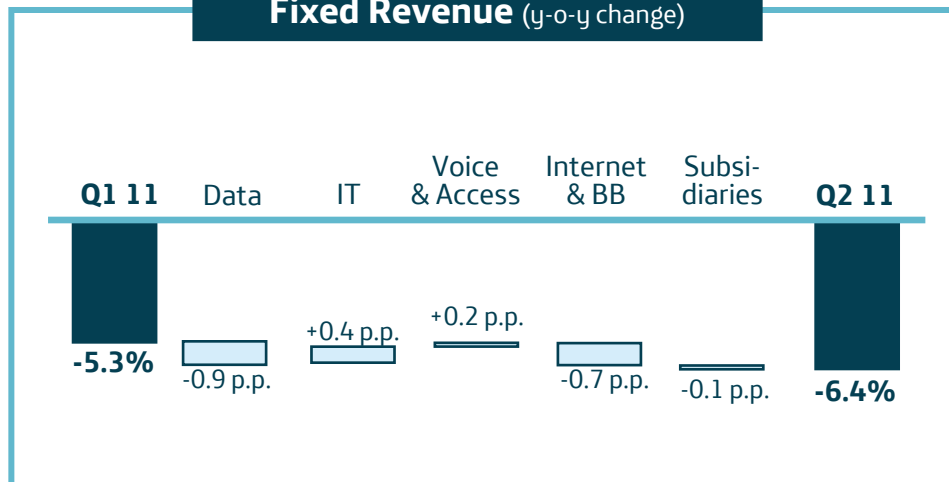 Fixed Revenue (y-o-y change)
Q1 11
Data
IT
Voice
& Access
Internet
& BB
Subsi-
diaries
Q2 11
-5.3%
-0.9 p.p.
+0.4 p.p.
+0.2 p.p.
-0.7 p.p.
-0.1 p.p.
-6.4%